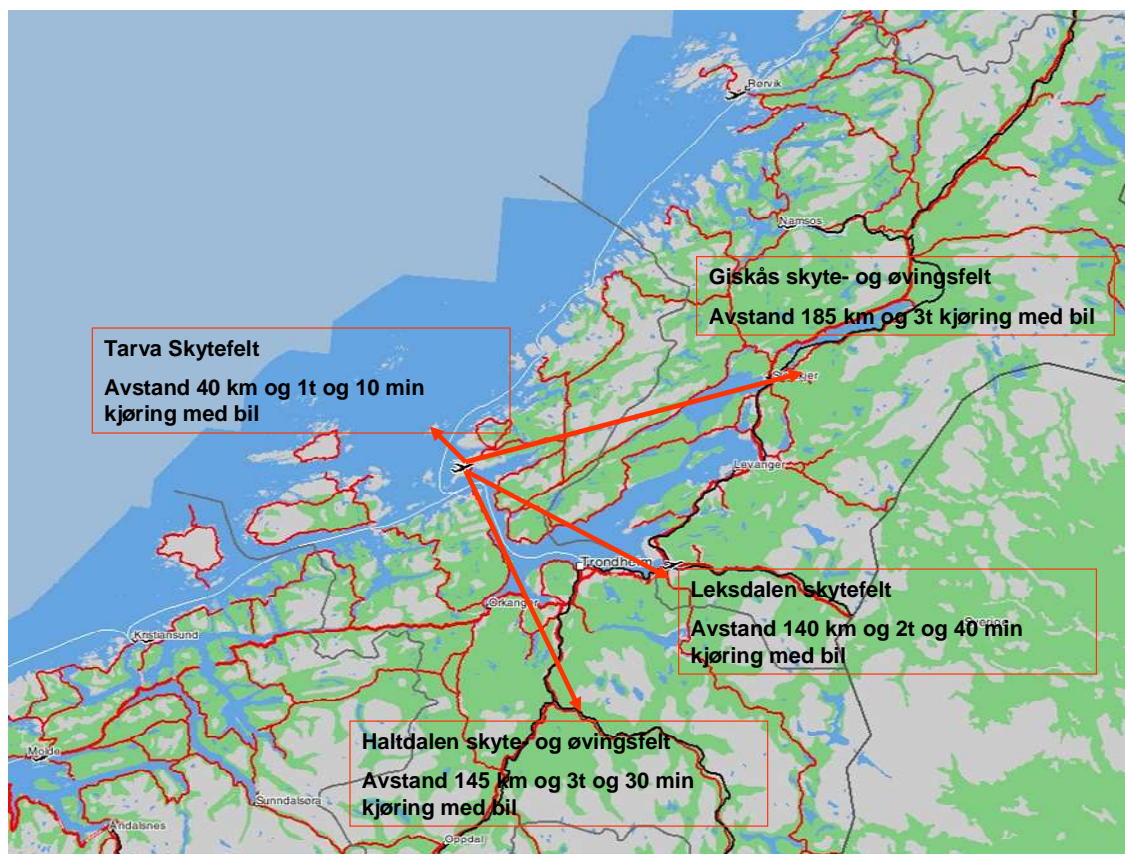 Rørvik
Namsos
Giskås skyte- og øvingsfelt
Avstand 185 km og 3t kjøring med bil
Tarva Skytefelt
Avstand 40 km og 1t og 10 min
kjøring med bil
Levanger
Trondheim
Leksdalen skytefelt
Orkanger
Avstand 140 km og 2t og 40 min
kjøring med bil
Sverige
Kristiansund
Haltdalen skyte- og øvingsfelt
Molde
Avstand 145 km og 3t og 30 min
kjøring med bil
Sunndalsøra
Åndalsnes
Oppdal